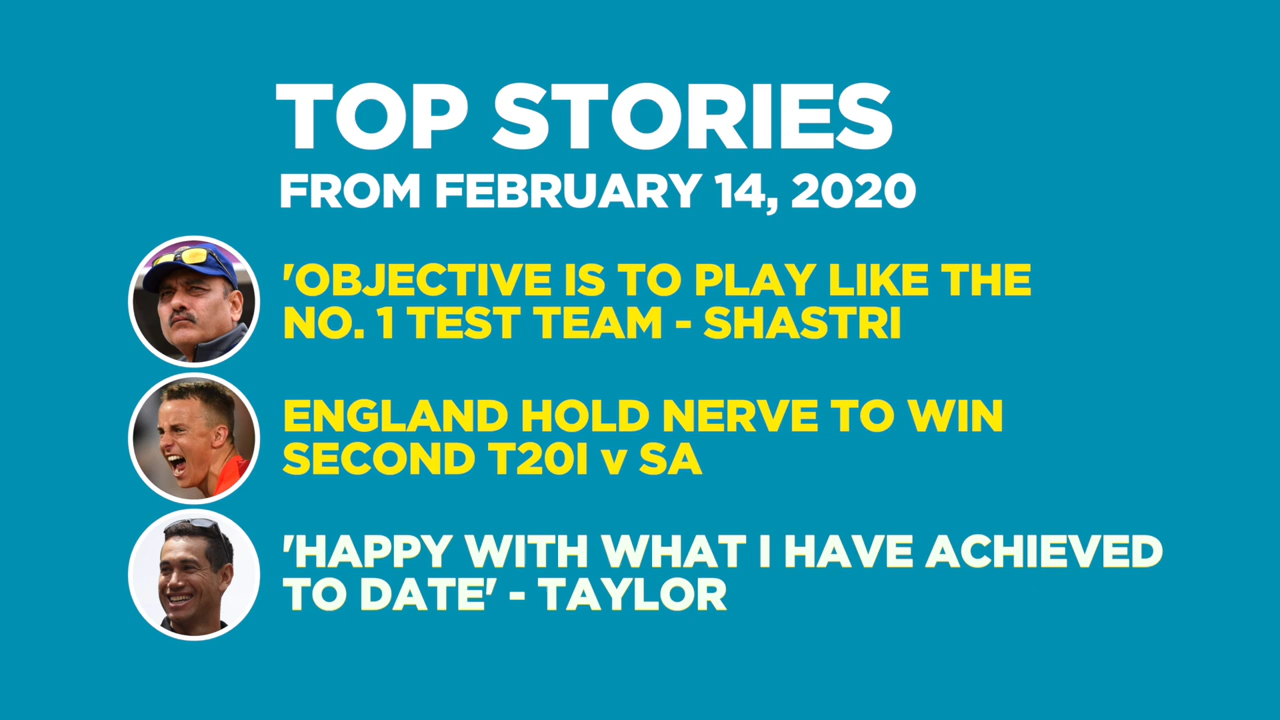 TOP STORIES
FROM FEBRUARY 14, 2020
'OBJECTIVE IS TO PLAY LIKE THE
NO. 1 TEST TEAM - SHASTRI
ENGLAND HOLD NERVE TO WIN
SECOND T20I v SA
'HAPPY WITH WHAT I HAVE ACHIEVED
TO DATE' - TAYLOR